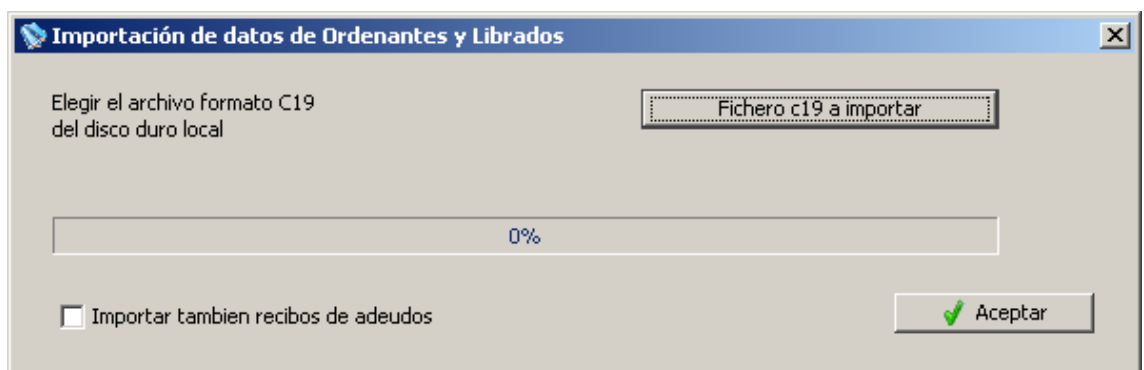 Importación de datos de Ordenantes y Librados
Elegir el archivo formato C19
del disco duro local
Fichero c19 a importar
0%
Importar tambien recibos de adeudos
Aceptar